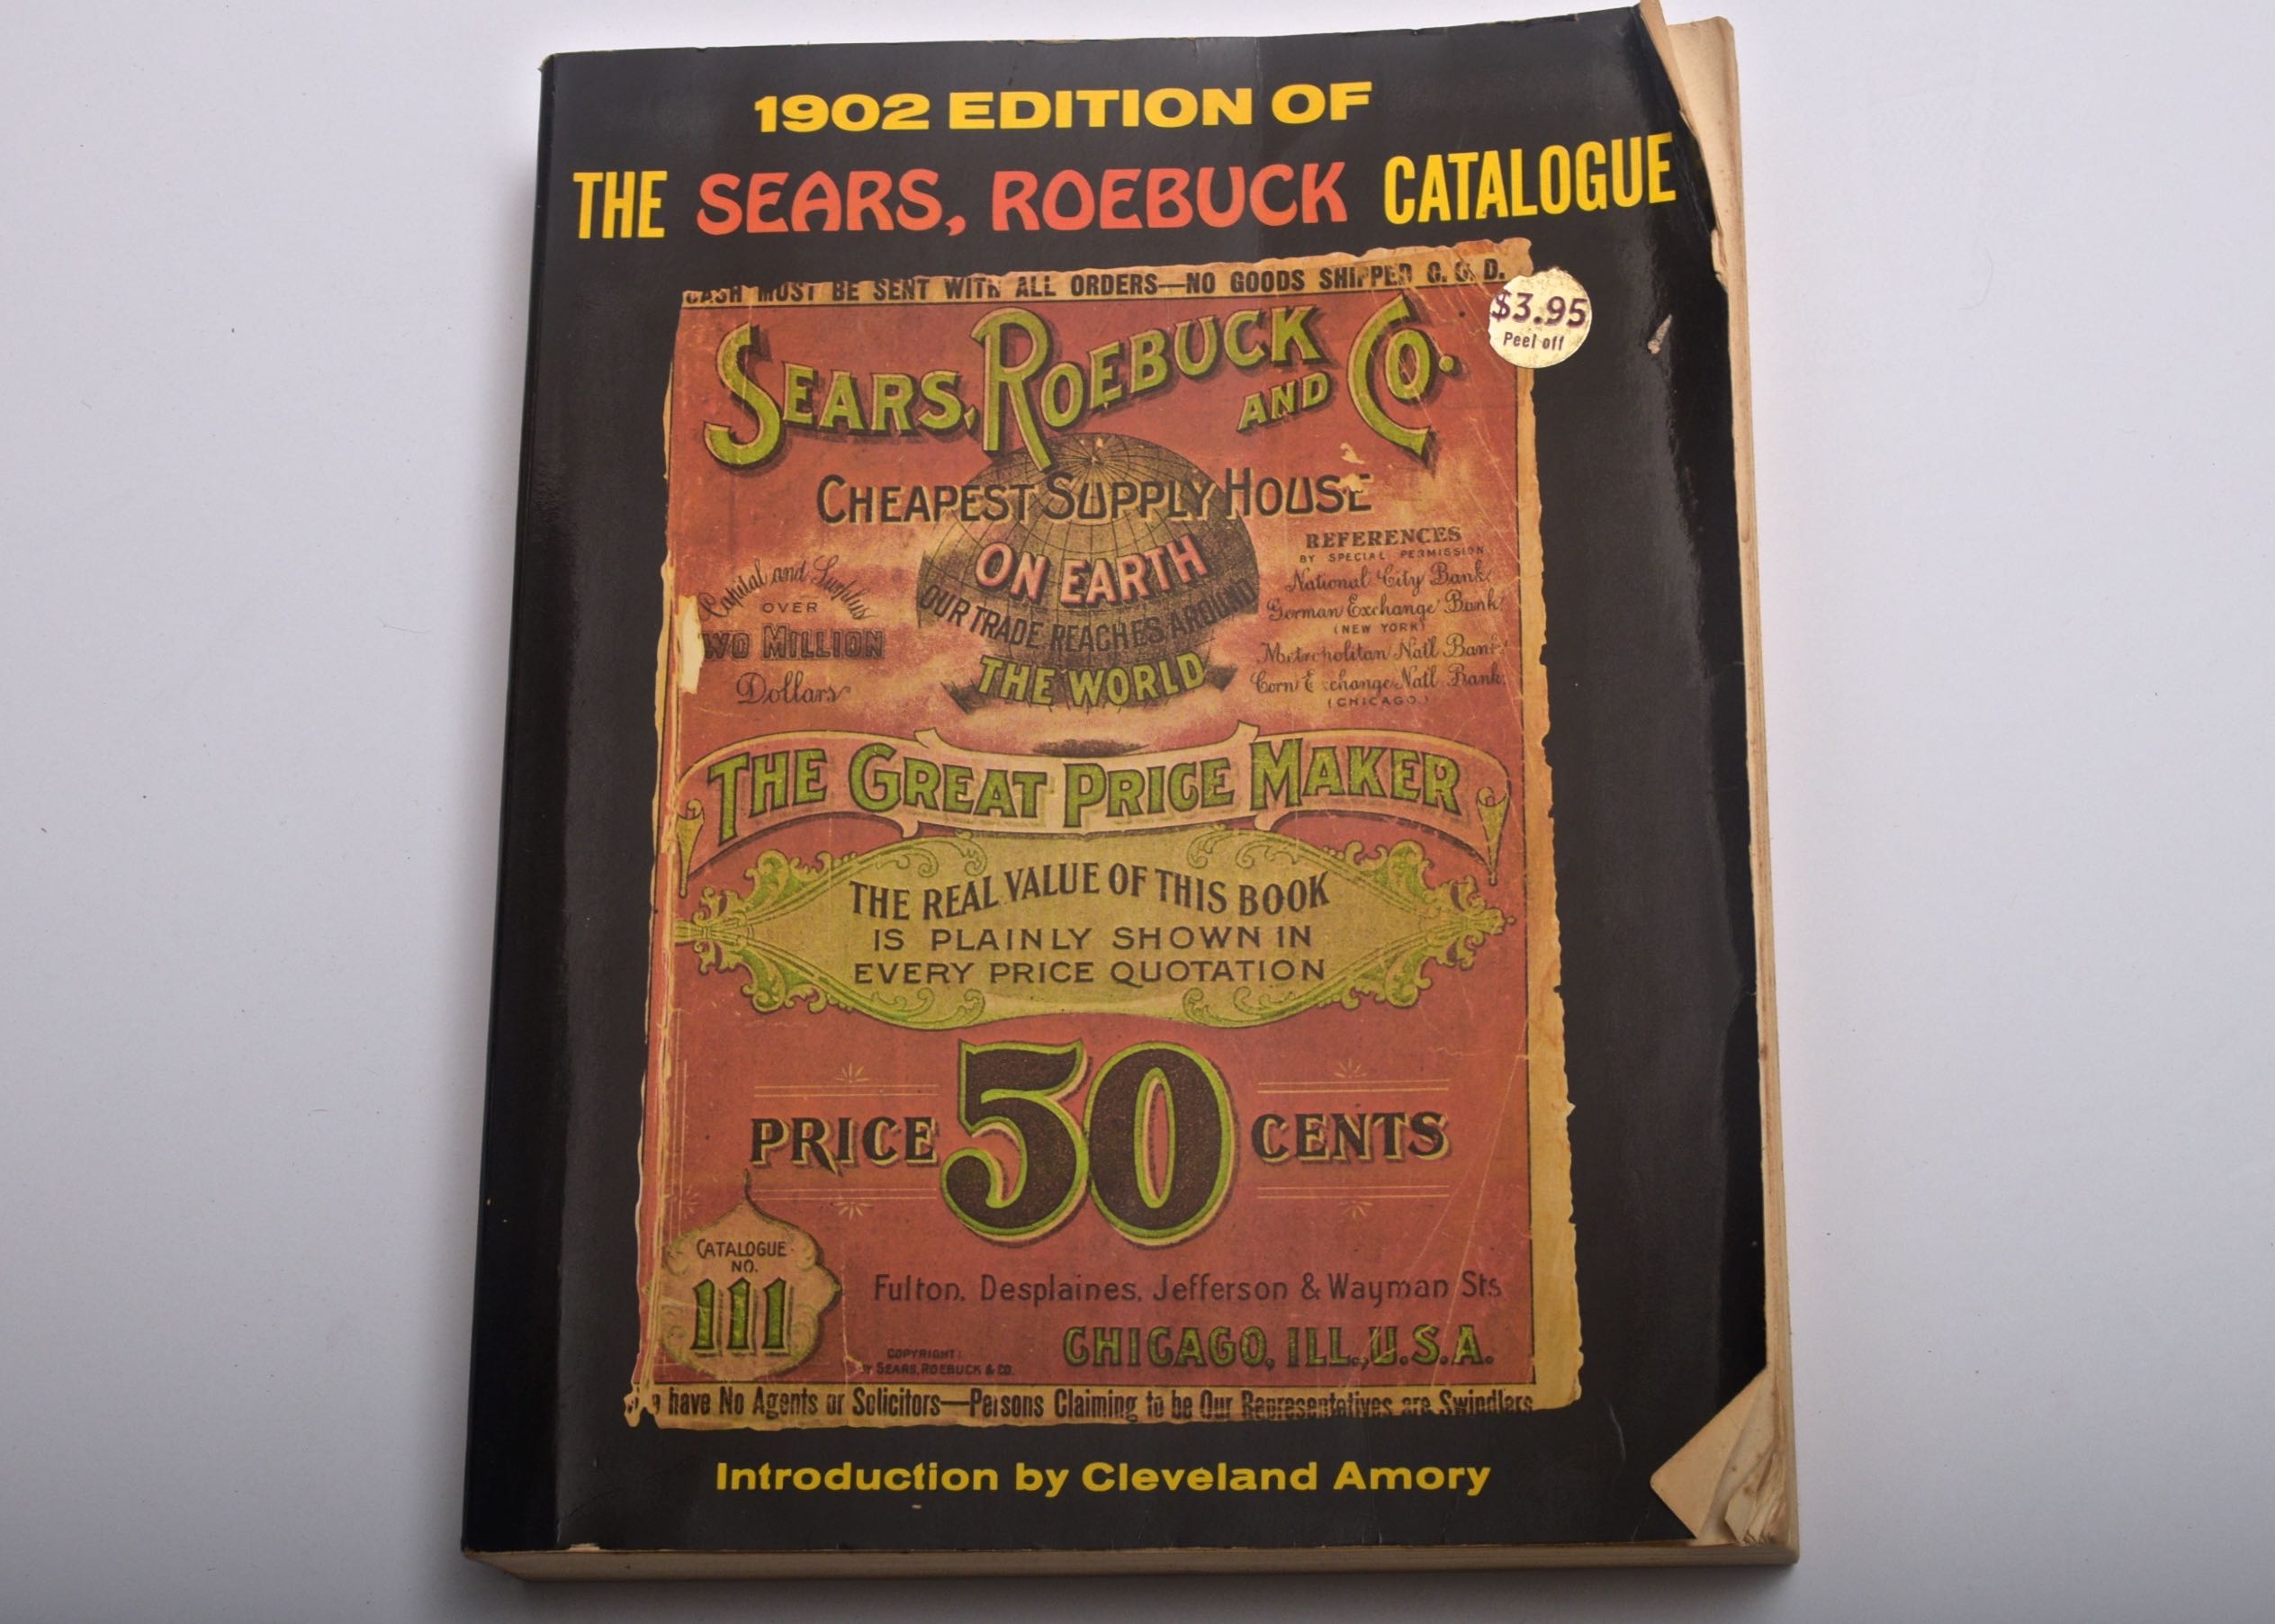 1902 EDITION OF
THE SEARS, ROEBUCK CATALOGUE
CASH MUST BE SENT WITH ALL ORDERS—NO GOODS SHIPPED C. O. D.
$3.95
Peel off
SEARS, ROEBUCK AND CO.
CHEAPEST SUPPLY HOUSE
ON EARTH
OUR TRADE REACHES AROUND
THE WORLD
Capital and Surplus
OVER
WO MILLION
Dollars
REFERENCES
BY SPECIAL PERMISSION
National City Bank
German Exchange Bank
(NEW YORK)
Metropolitan Nat'l Bank
Corn Exchange Nat'l Bank
(CHICAGO)
THE GREAT PRICE MAKER
THE REAL VALUE OF THIS BOOK
IS PLAINLY SHOWN IN
EVERY PRICE QUOTATION
PRICE 50 CENTS
CATALOGUE
NO.
111
Fulton, Desplaines, Jefferson & Wayman Sts
CHICAGO, ILL., U.S.A.
COPYRIGHT
BY SEARS, ROEBUCK & CO.
have No Agents or Solicitors—Persons Claiming to be Our Representatives are Swindlers
Introduction by Cleveland Amory